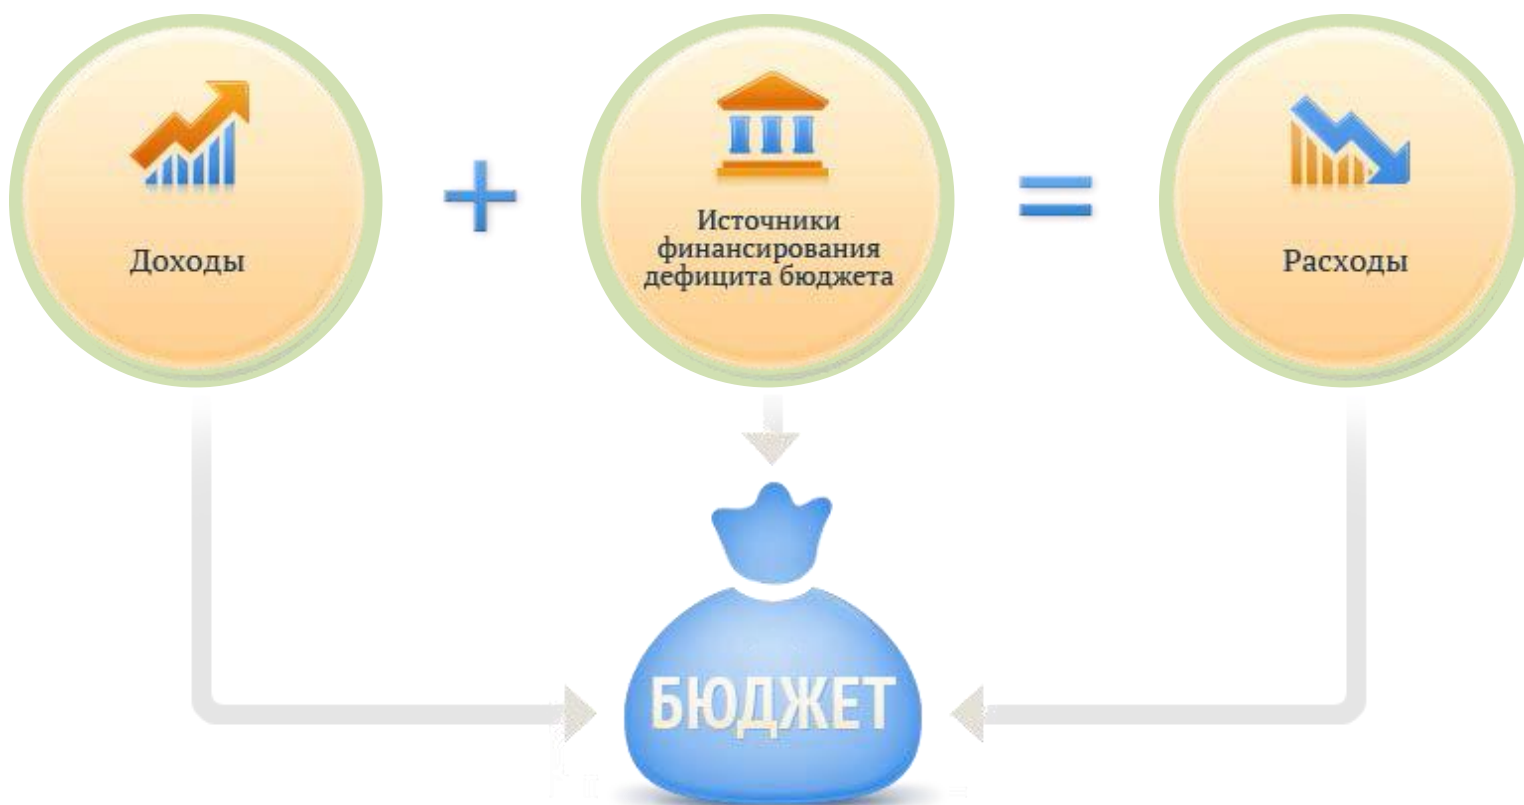 Доходы
+
Источники
финансирования
дефицита бюджета
=
Расходы
БЮДЖЕТ